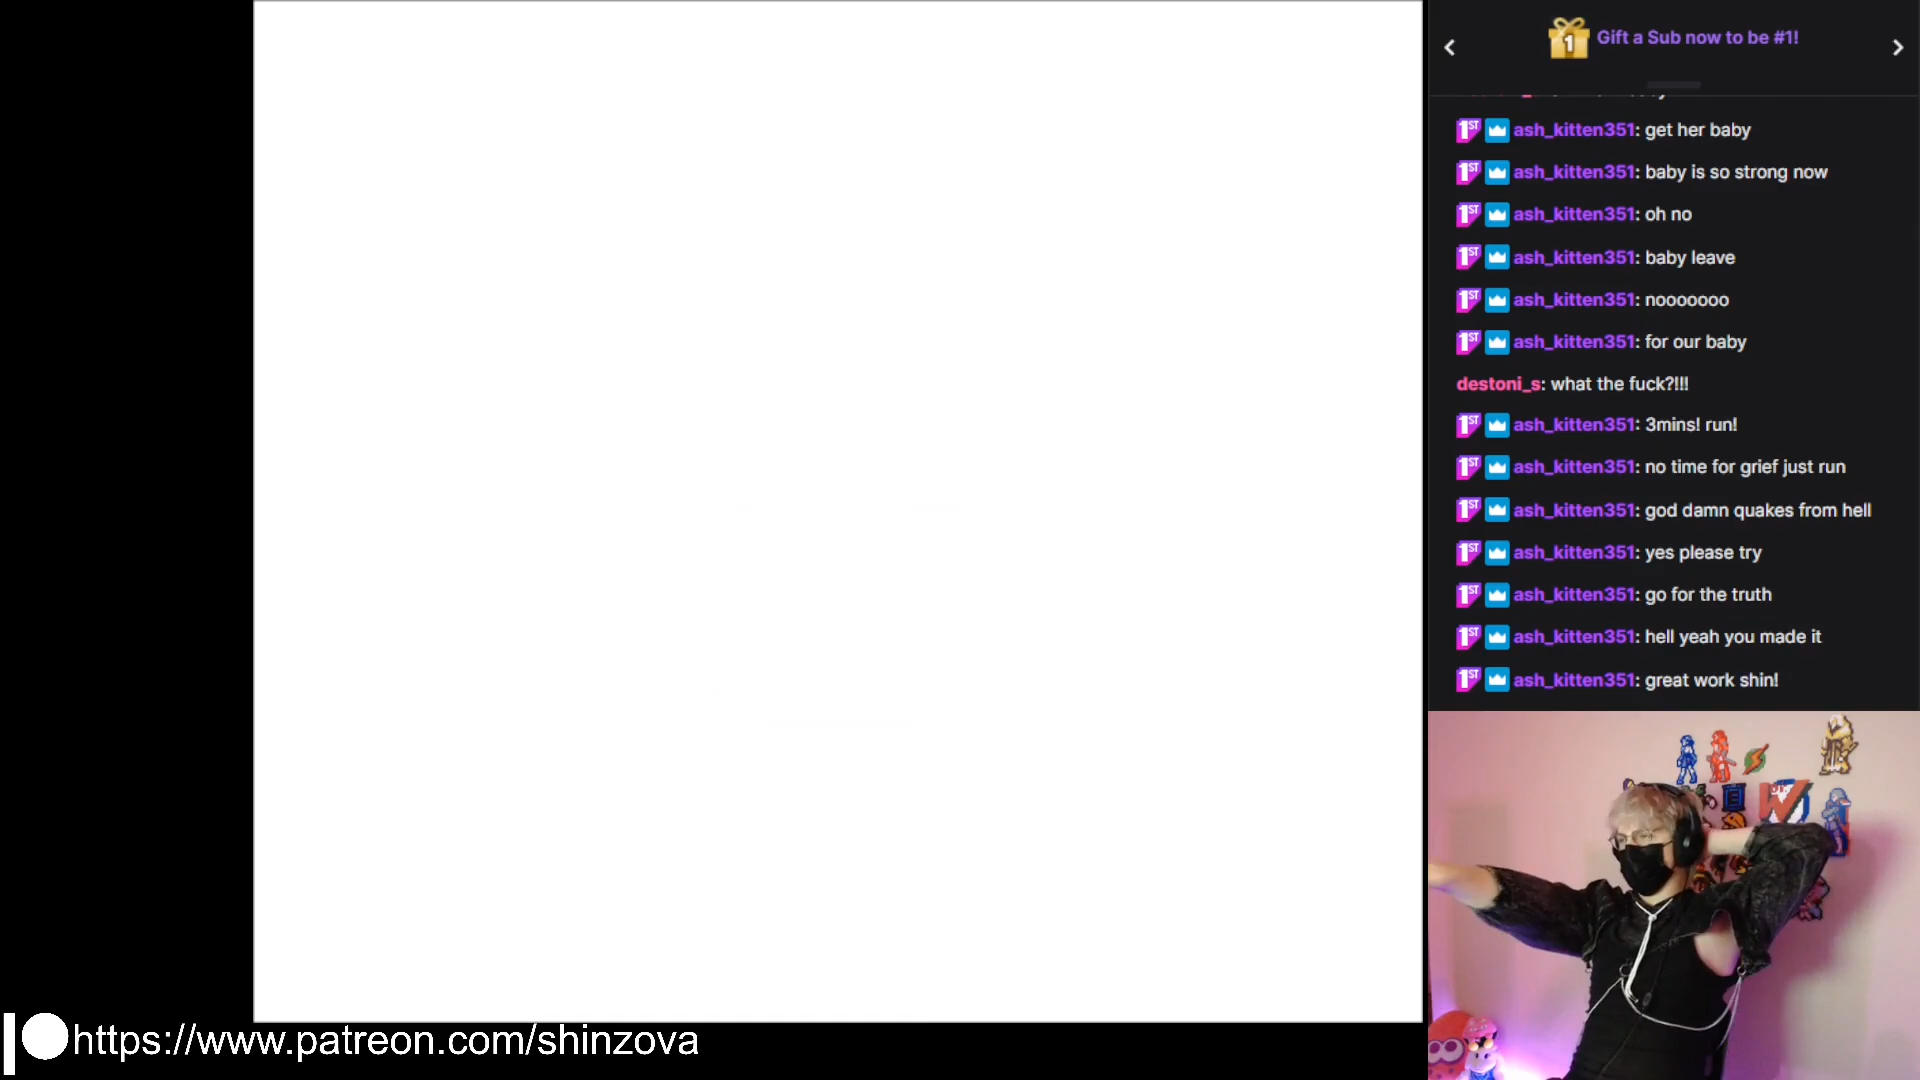 Gift a Sub now to be #1!
ash_kitten351: get her baby
ash_kitten351: baby is so strong now
ash_kitten351: oh no
ash_kitten351: baby leave
ash_kitten351: nooooooo
ash_kitten351: for our baby
destoni_s: what the fuck?!!!
ash_kitten351: 3mins! run!
ash_kitten351: no time for grief just run
ash_kitten351: god damn quakes from hell
ash_kitten351: yes please try
ash_kitten351: go for the truth
ash_kitten351: hell yeah you made it
ash_kitten351: great work shin!
https://www.patreon.com/shinzova